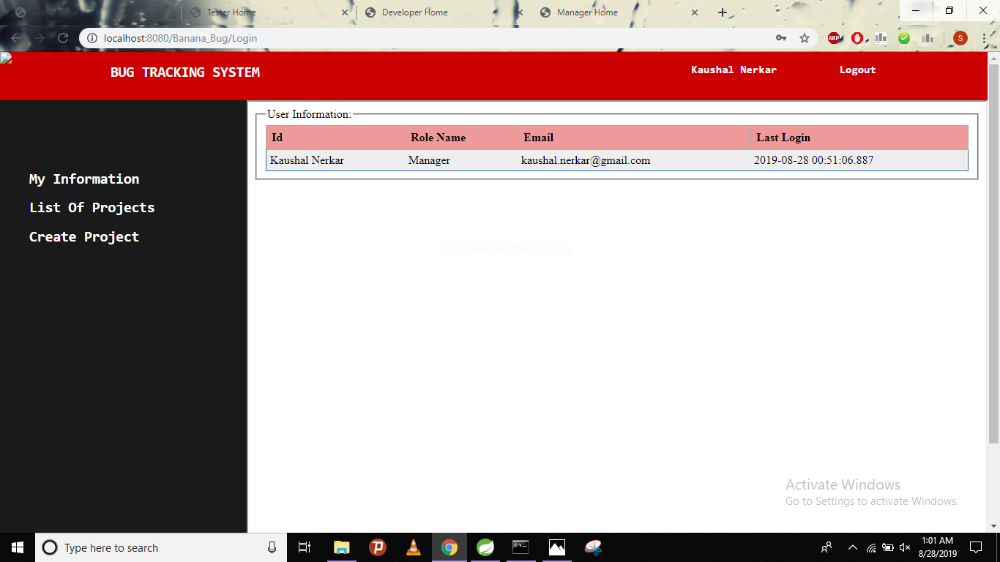 Home page
Tester Home
Developer Home
Manager Home
localhost:8080/Banana_Bug/Login
ABP
S
BUG TRACKING SYSTEM
Kaushal Nerkar
Logout
User Information:
Id Role Name Email Last Login
Kaushal Nerkar Manager kaushal.nerkar@gmail.com 2019-08-28 00:51:06.887
My Information
List Of Projects
Create Project
Full-screen Snip
Activate Windows
Go to Settings to activate Windows.
Type here to search
1:01 AM
8/28/2019